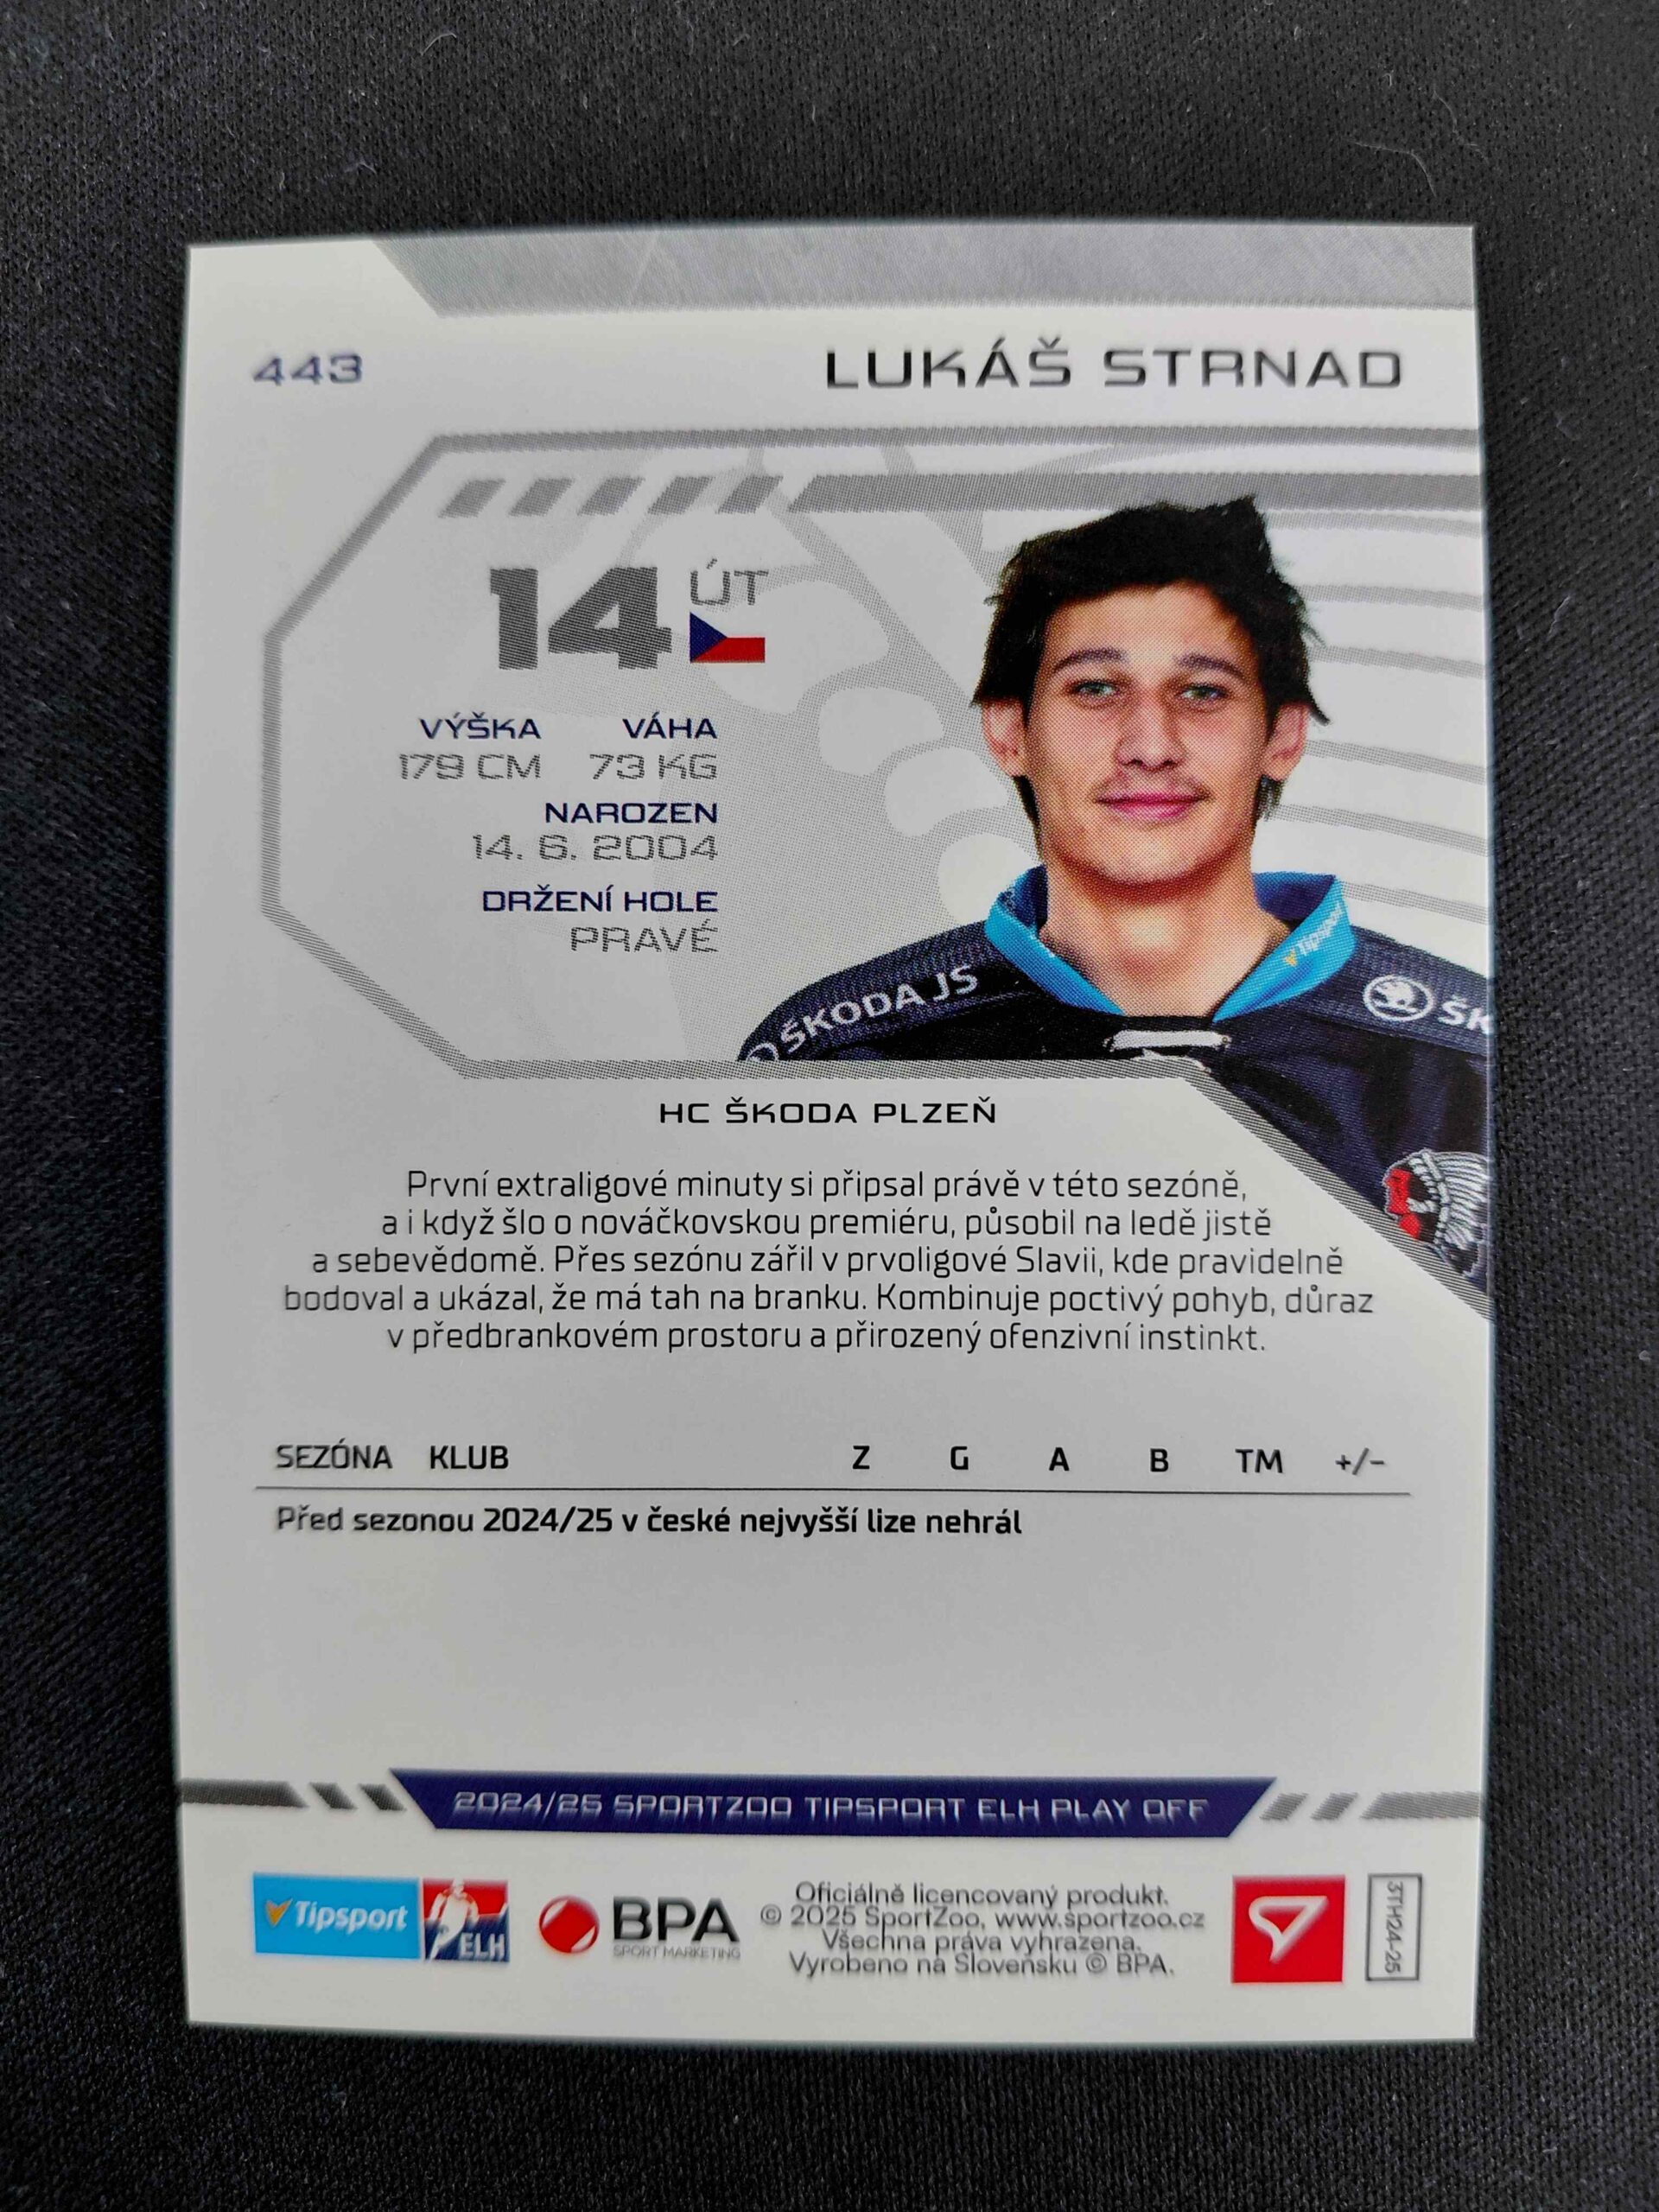 443
LUKÁŠ STRNAD
14 ÚT
VÝŠKA VÁHA
179 CM 73 KG
NAROZEN
14. 6. 2004
DRŽENÍ HOLE
PRAVÉ
Tipsport
ŠKODA JS
ŠK
HC ŠKODA PLZEŇ
První extraligové minuty si připsal právě v této sezóně,
a i když šlo o nováčkovskou premiéru, působil na ledě jistě
a sebevědomě. Přes sezónu zářil v prvoligové Slavii, kde pravidelně
bodoval a ukázal, že má tah na branku. Kombinuje poctivý pohyb, důraz
v předbrankovém prostoru a přirozený ofenzivní instinkt.
SEZÓNA KLUB Z G A B TM +/-
Před sezonou 2024/25 v české nejvyšší lize nehrál
2024/25 SPORTZOO TIPSPORT ELH PLAY OFF
Tipsport ELH
BPA
SPORT MARKETING
Oficiálně licencovaný produkt.
© 2025 SportZoo, www.sportzoo.cz
Všechna práva vyhrazena.
Vyrobeno na Slovensku © BPA.
3TH24-25